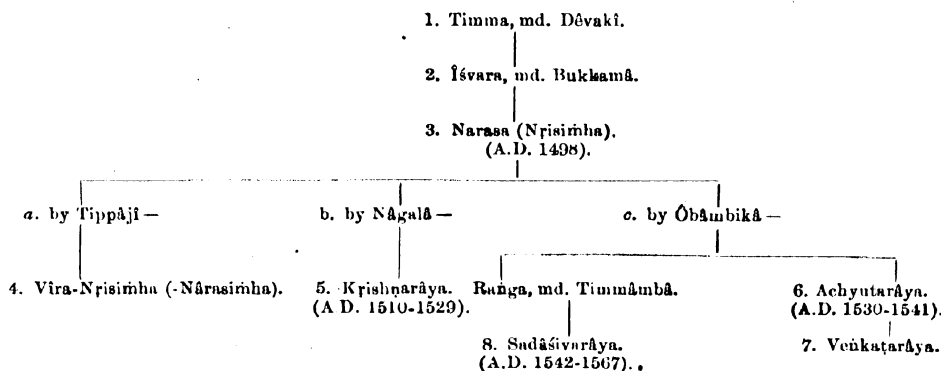 1. Timma, md. Dêvakî.
2. Îśvara, md. Bukkamâ.
3. Narasa (Nṛisiṁha).
(A.D. 1498).
a. by Tippâjî —
b. by Nâgalâ —
c. by Ôbâmbikâ —
4. Vîra-Nṛisiṁha (-Nârasiṁha).
5. Kṛishṇarâya.
Raṅga, md. Timmâmbâ.
6. Achyutarâya.
(A D. 1510-1529).
(A.D. 1530-1541).
8. Sadâśivarâya.
7. Veṅkaṭarâya.
(A.D. 1542-1567).